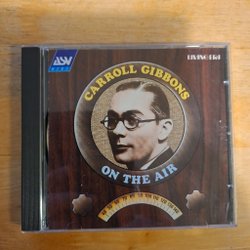 ASV
LIVING ERA
CARROLL GIBBONS
ON THE AIR